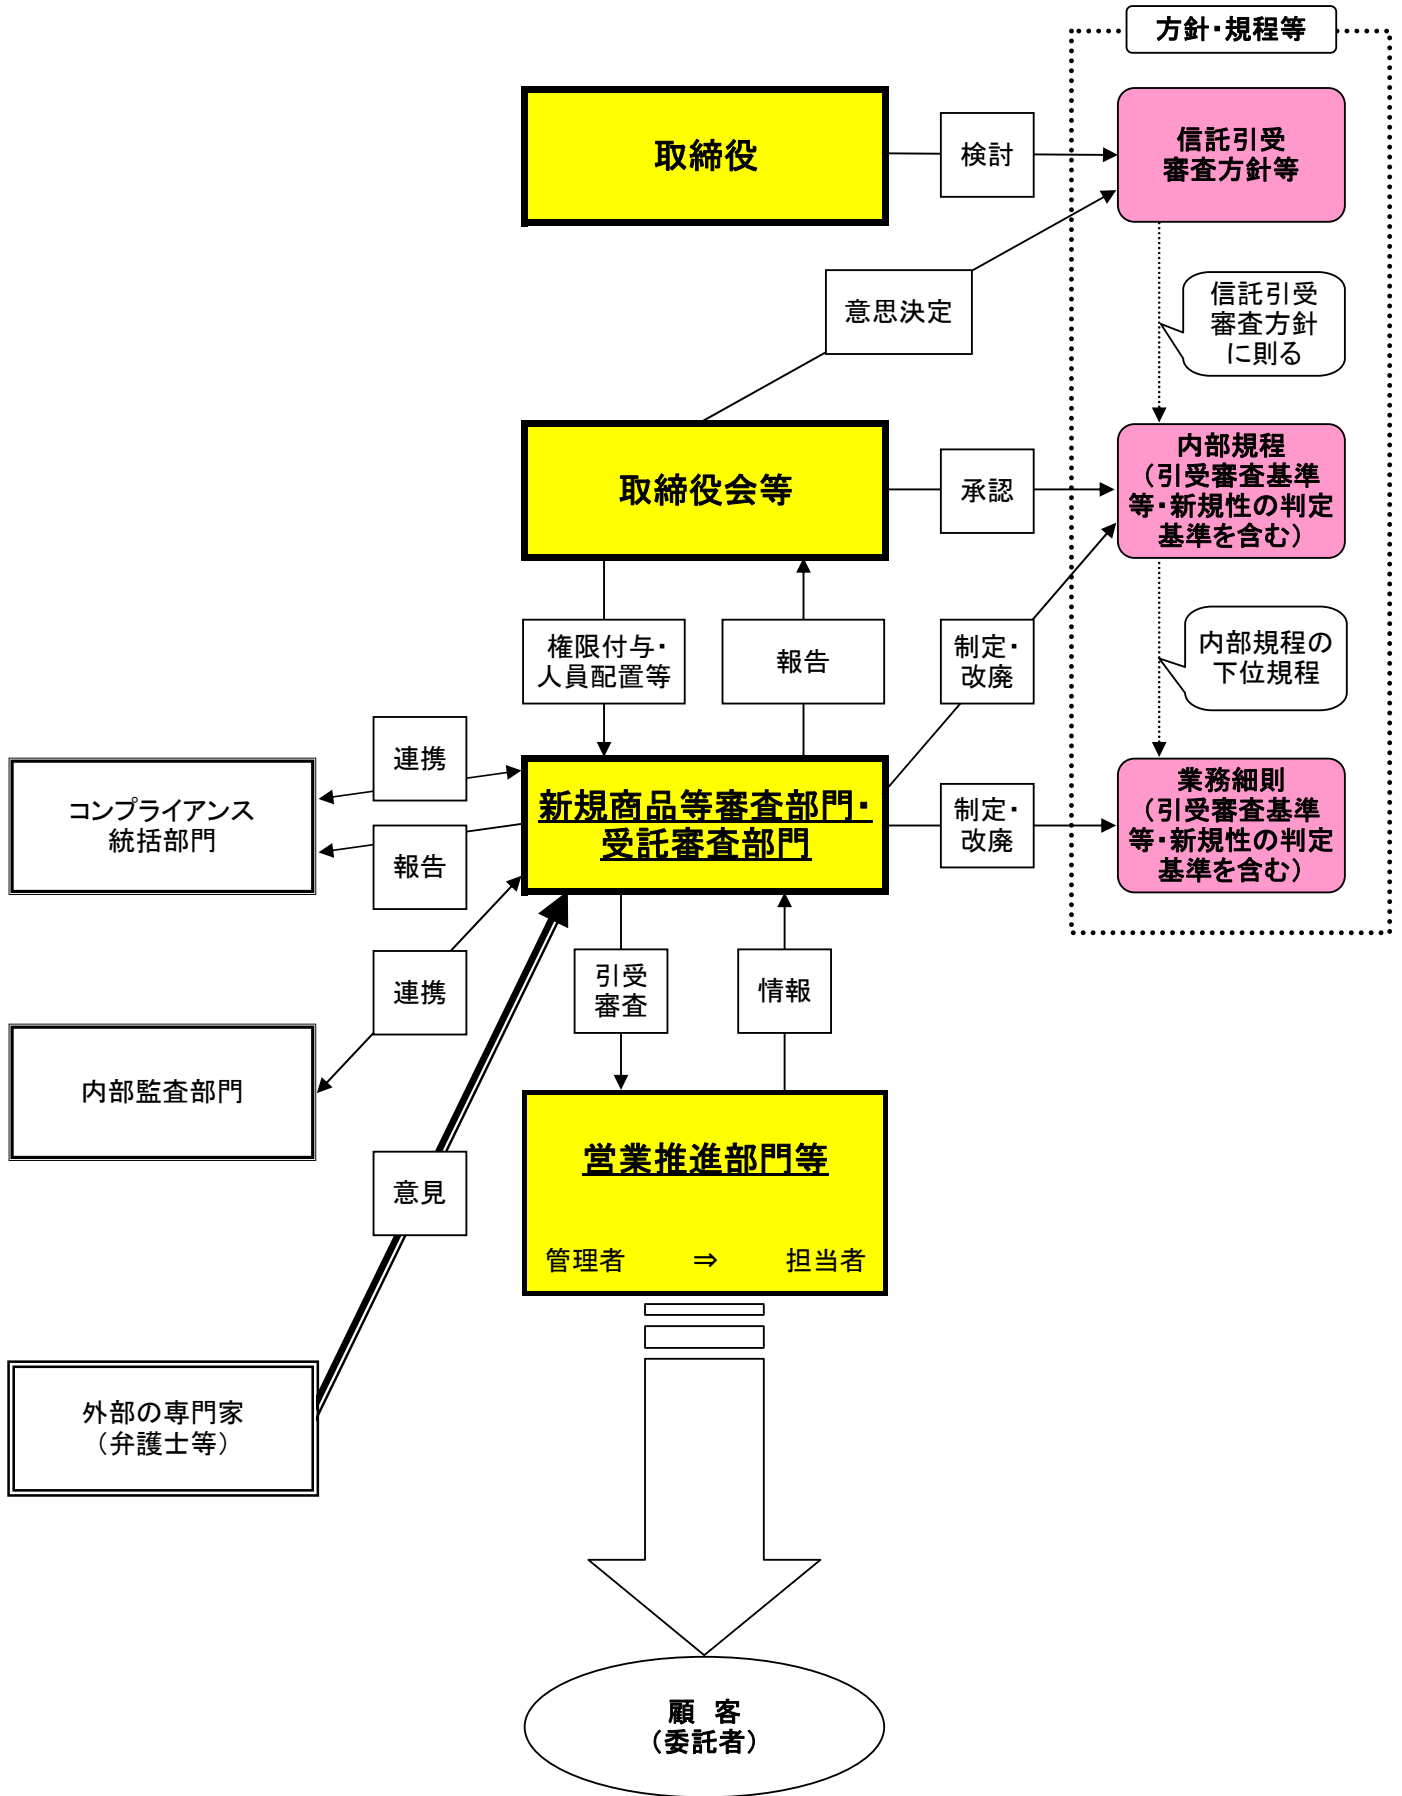 方針・規程等
取締役
検討
信託引受
審査方針等
意思決定
信託引受
審査方針
に則る
取締役会等
承認
内部規程
（引受審査基準
等・新規性の判定
基準を含む）
権限付与・
人員配置等
報告
制定・
改廃
内部規程の
下位規程
連携
コンプライアンス
統括部門
報告
新規商品等審査部門・
受託審査部門
制定・
改廃
業務細則
（引受審査基準
等・新規性の判定
基準を含む）
連携
引受
審査
情報
内部監査部門
意見
営業推進部門等
管理者　⇒　担当者
外部の専門家
（弁護士等）
顧　客
（委託者）